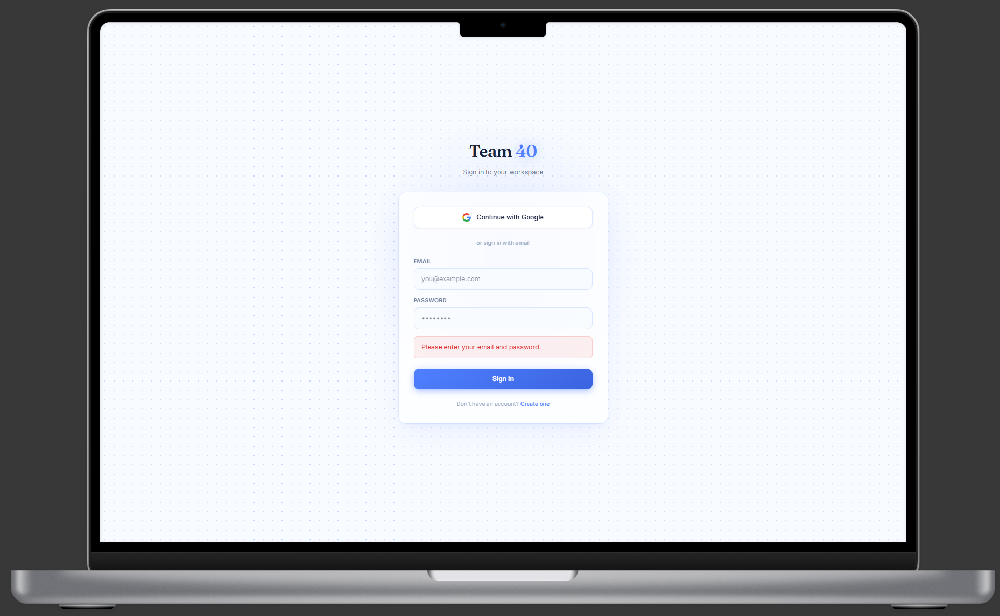 Team 40
Sign in to your workspace
Continue with Google
or sign in with email
EMAIL
you@example.com
PASSWORD
••••••••
Please enter your email and password.
Sign In
Don't have an account? Create one